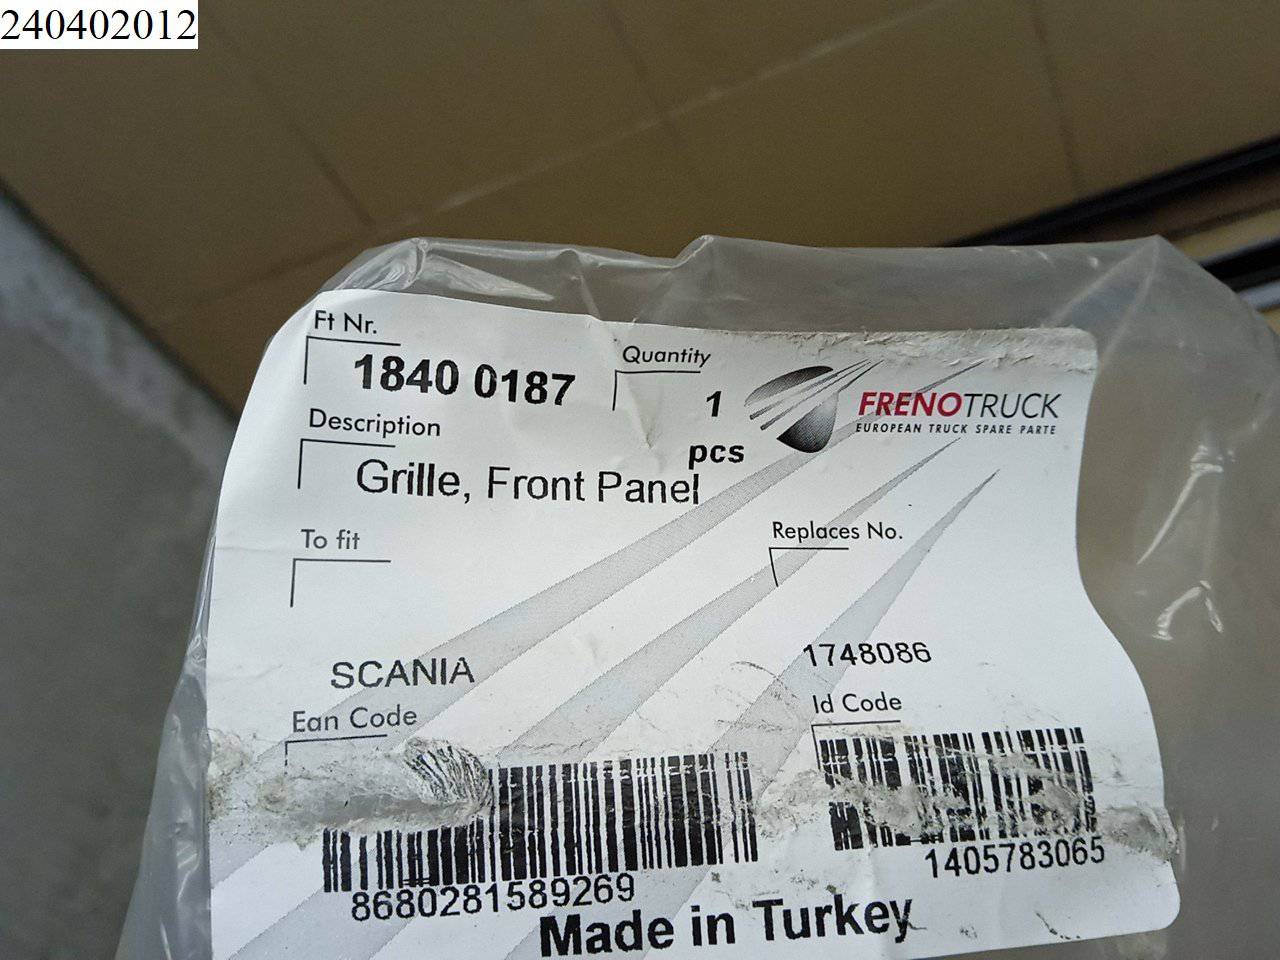 240402012
Ft Nr.
1840 0187
Quantity
1
pcs
FRENOTRUCK
EUROPEAN TRUCK SPARE PARTE
Description
Grille, Front Panel
To fit
SCANIA
Replaces No.
1748086
Ean Code
8680281589269
Id Code
1405783065
Made in Turkey